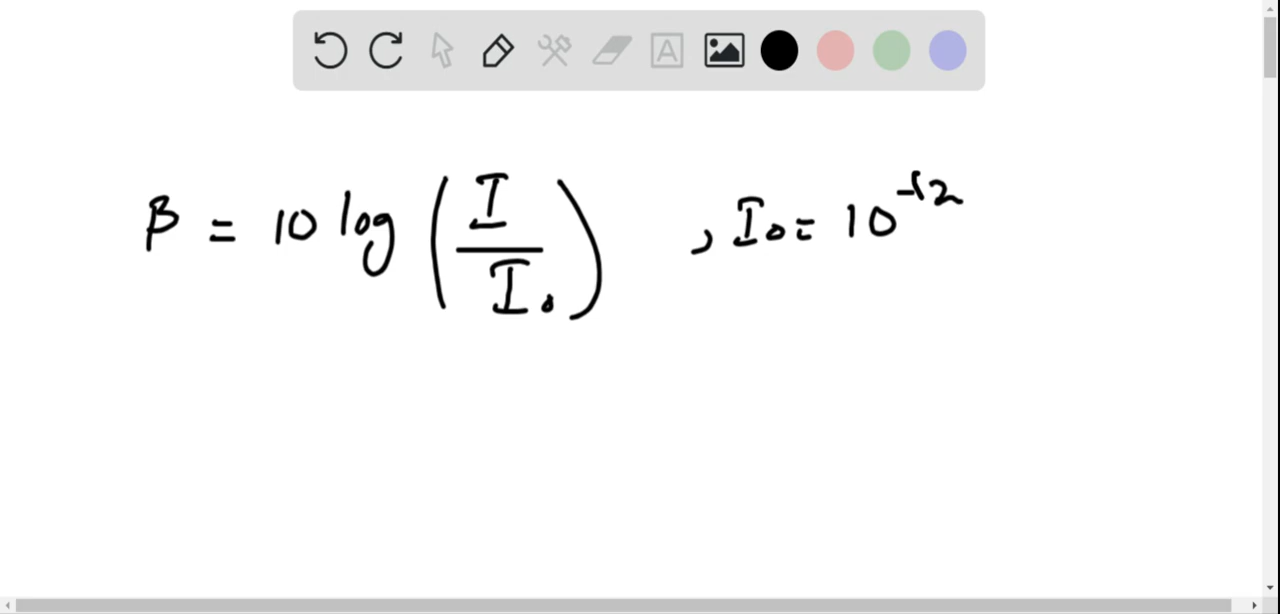 β = 10 log (I / I₀) , I₀ = 10⁻¹²